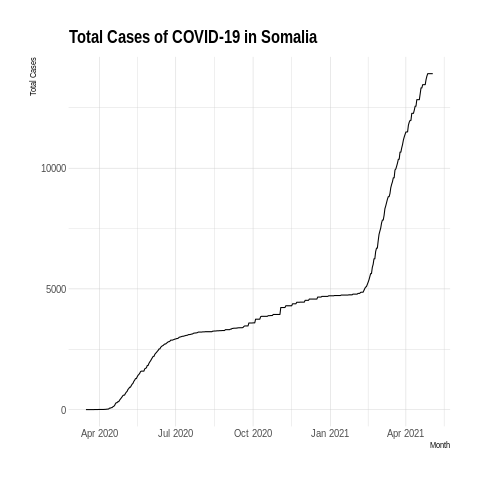 Total Cases of COVID-19 in Somalia
Total Cases
10000
5000
0
Apr 2020
Jul 2020
Oct 2020
Jan 2021
Apr 2021
Month